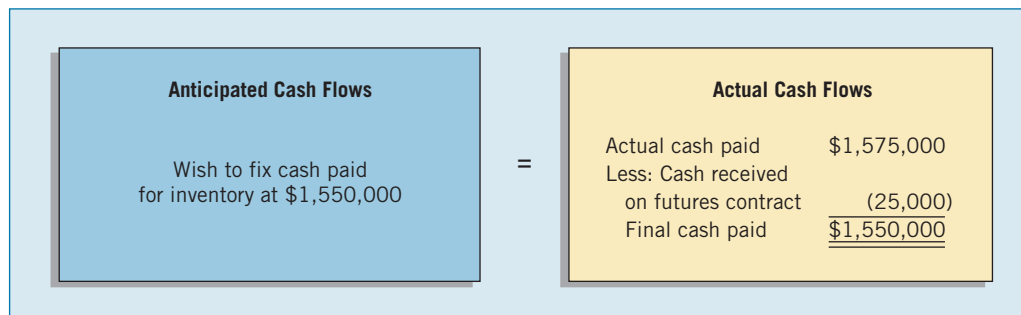 Anticipated Cash Flows
Wish to fix cash paid
for inventory at $1,550,000
=
Actual Cash Flows
Actual cash paid $1,575,000
Less: Cash received
on futures contract (25,000)
Final cash paid $1,550,000